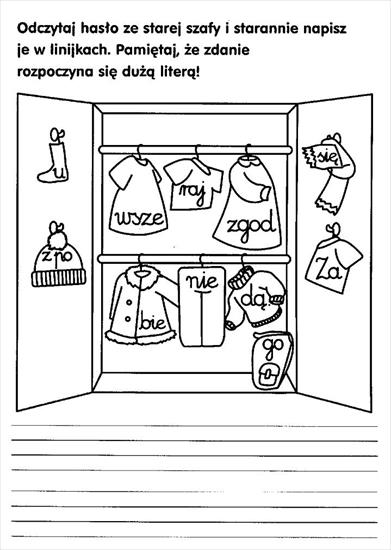 Odczytaj hasło ze starej szafy i starannie napisz
je w linijkach. Pamiętaj, że zdanie
rozpoczyna się dużą literą!
u
raj
się
wsze
zgod
z po
Za
nie
dą!
bie
go